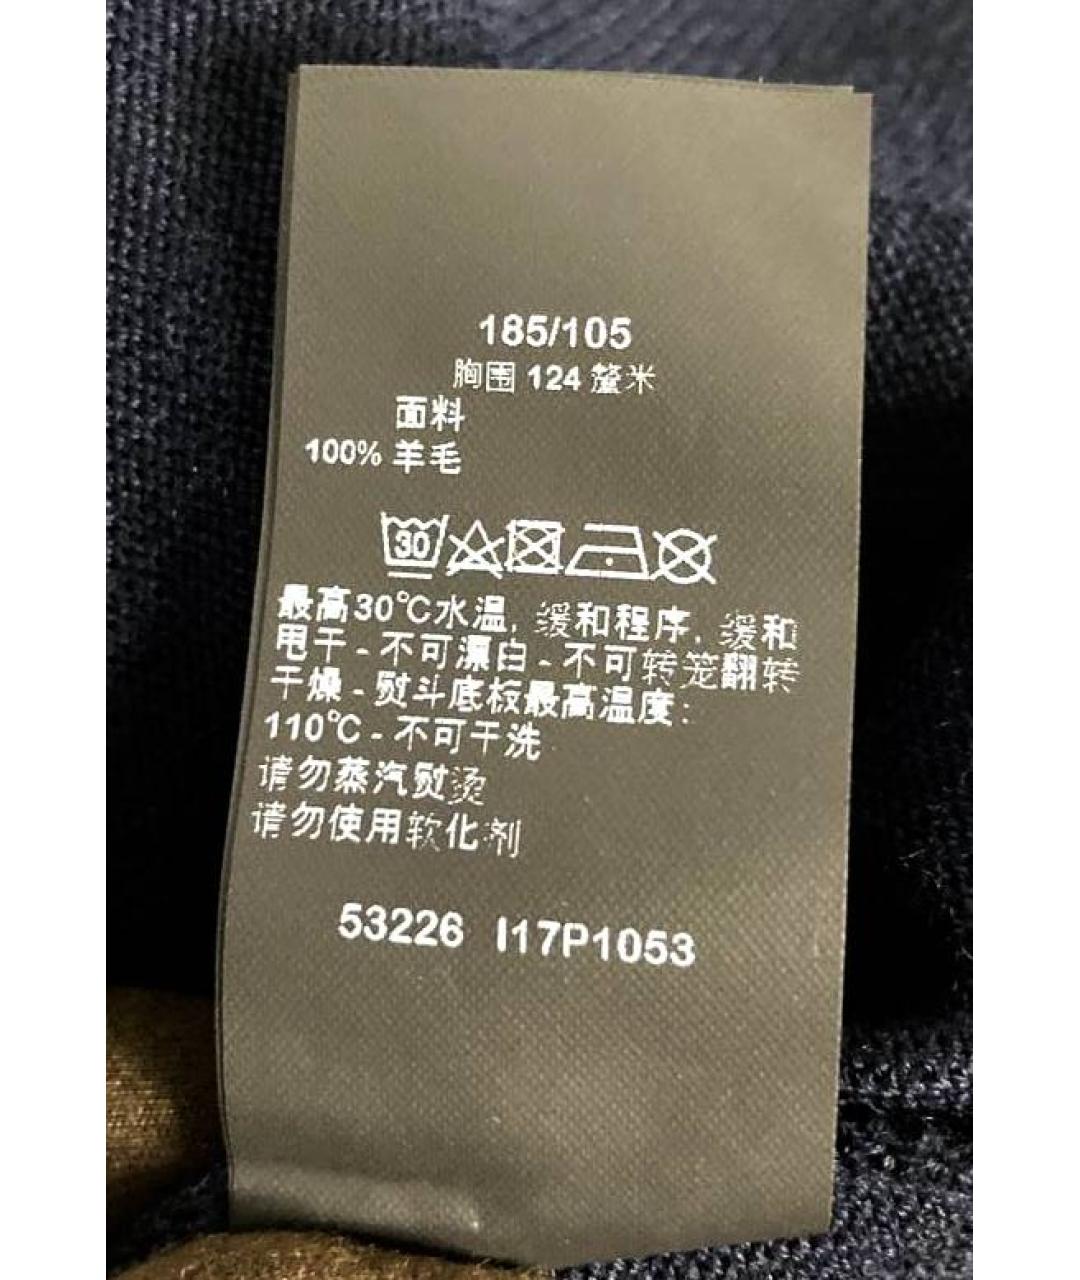 185/105
胸围 124 釐米
面料
100% 羊毛
30
最高30℃水温, 缓和程序, 缓和
甩干 - 不可漂白 - 不可转笼翻转
干燥 - 熨斗底板最高温度:
110℃ - 不可干洗
请勿蒸汽熨烫
请勿使用软化剂
53226 I17P1053